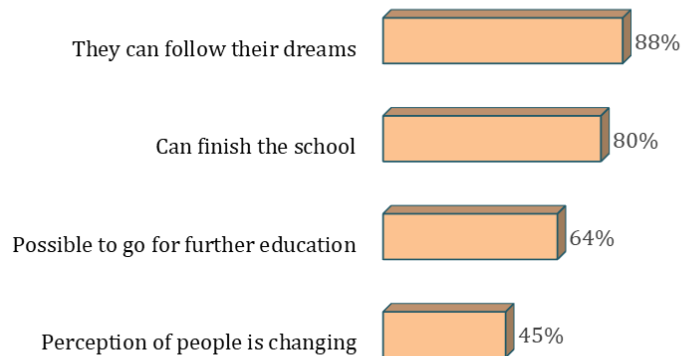 They can follow their dreams 88%
Can finish the school 80%
Possible to go for further education 64%
Perception of people is changing 45%